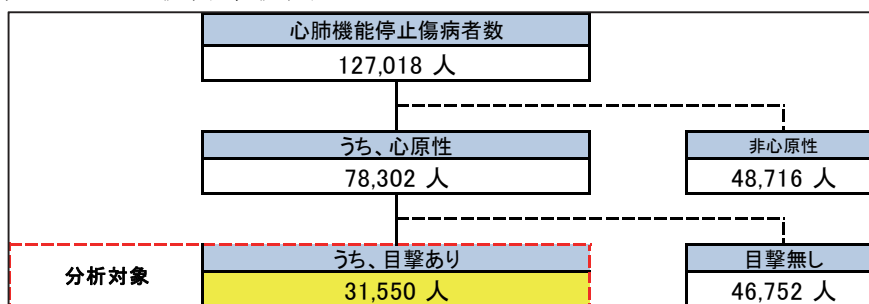 心肺機能停止傷病者数
127,018 人
うち、心原性
非心原性
78,302 人
48,716 人
うち、目撃あり
目撃無し
分析対象
31,550 人
46,752 人